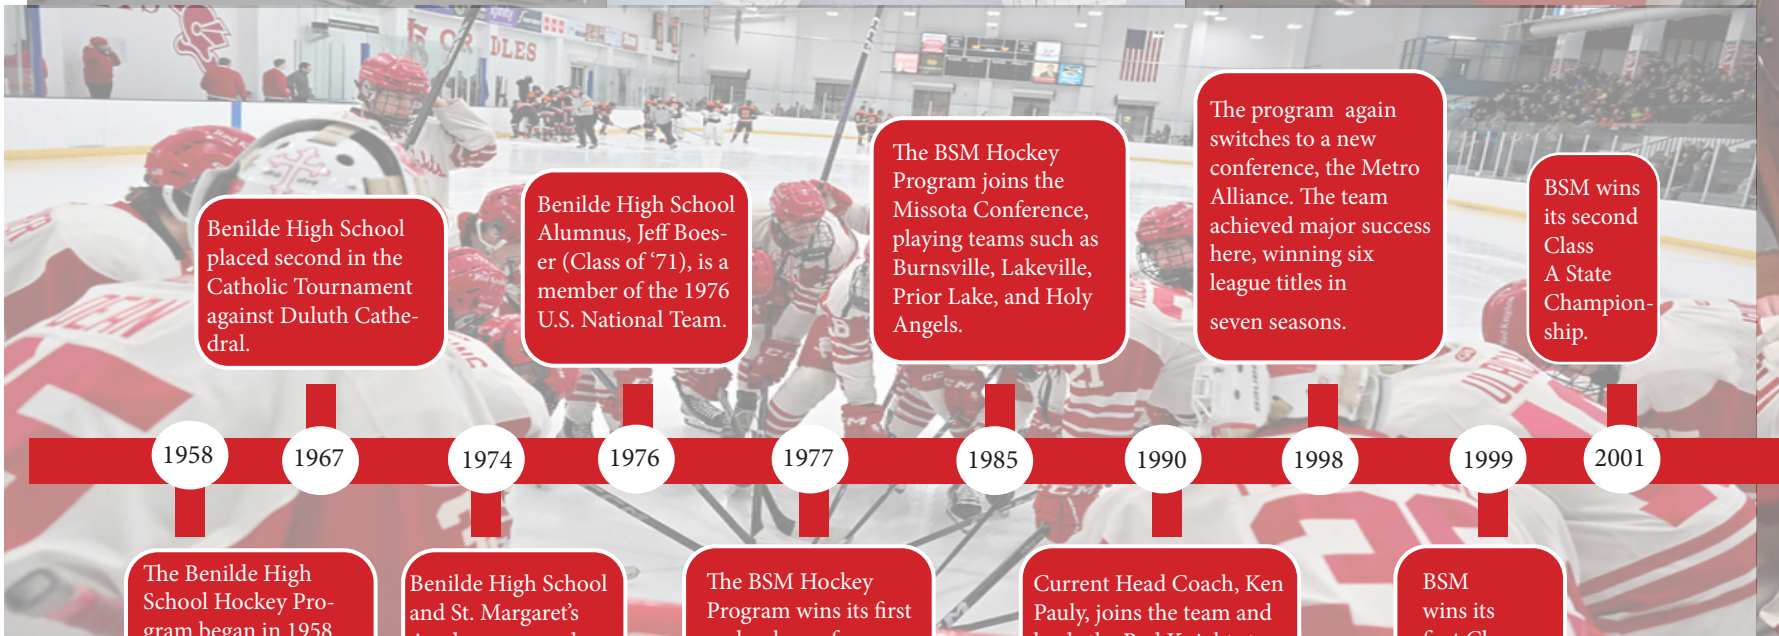 Benilde High School
placed second in the
Catholic Tournament
against Duluth Cathe-
dral.
Benilde High School
Alumnus, Jeff Boes-
er (Class of ‘71), is a
member of the 1976
U.S. National Team.
The BSM Hockey
Program joins the
Missota Conference,
playing teams such as
Burnsville, Lakeville,
Prior Lake, and Holy
Angels.
The program again
switches to a new
conference, the Metro
Alliance. The team
achieved major success
here, winning six
league titles in
seven seasons.
BSM wins
its second
Class
A State
Champion-
ship.
1958
1967
1974
1976
1977
1985
1990
1998
1999
2001
The Benilde High
School Hockey Pro-
gram began in 1958
Benilde High School
and St. Margaret’s
The BSM Hockey
Program wins its first
Current Head Coach, Ken
Pauly, joins the team and
BSM
wins its